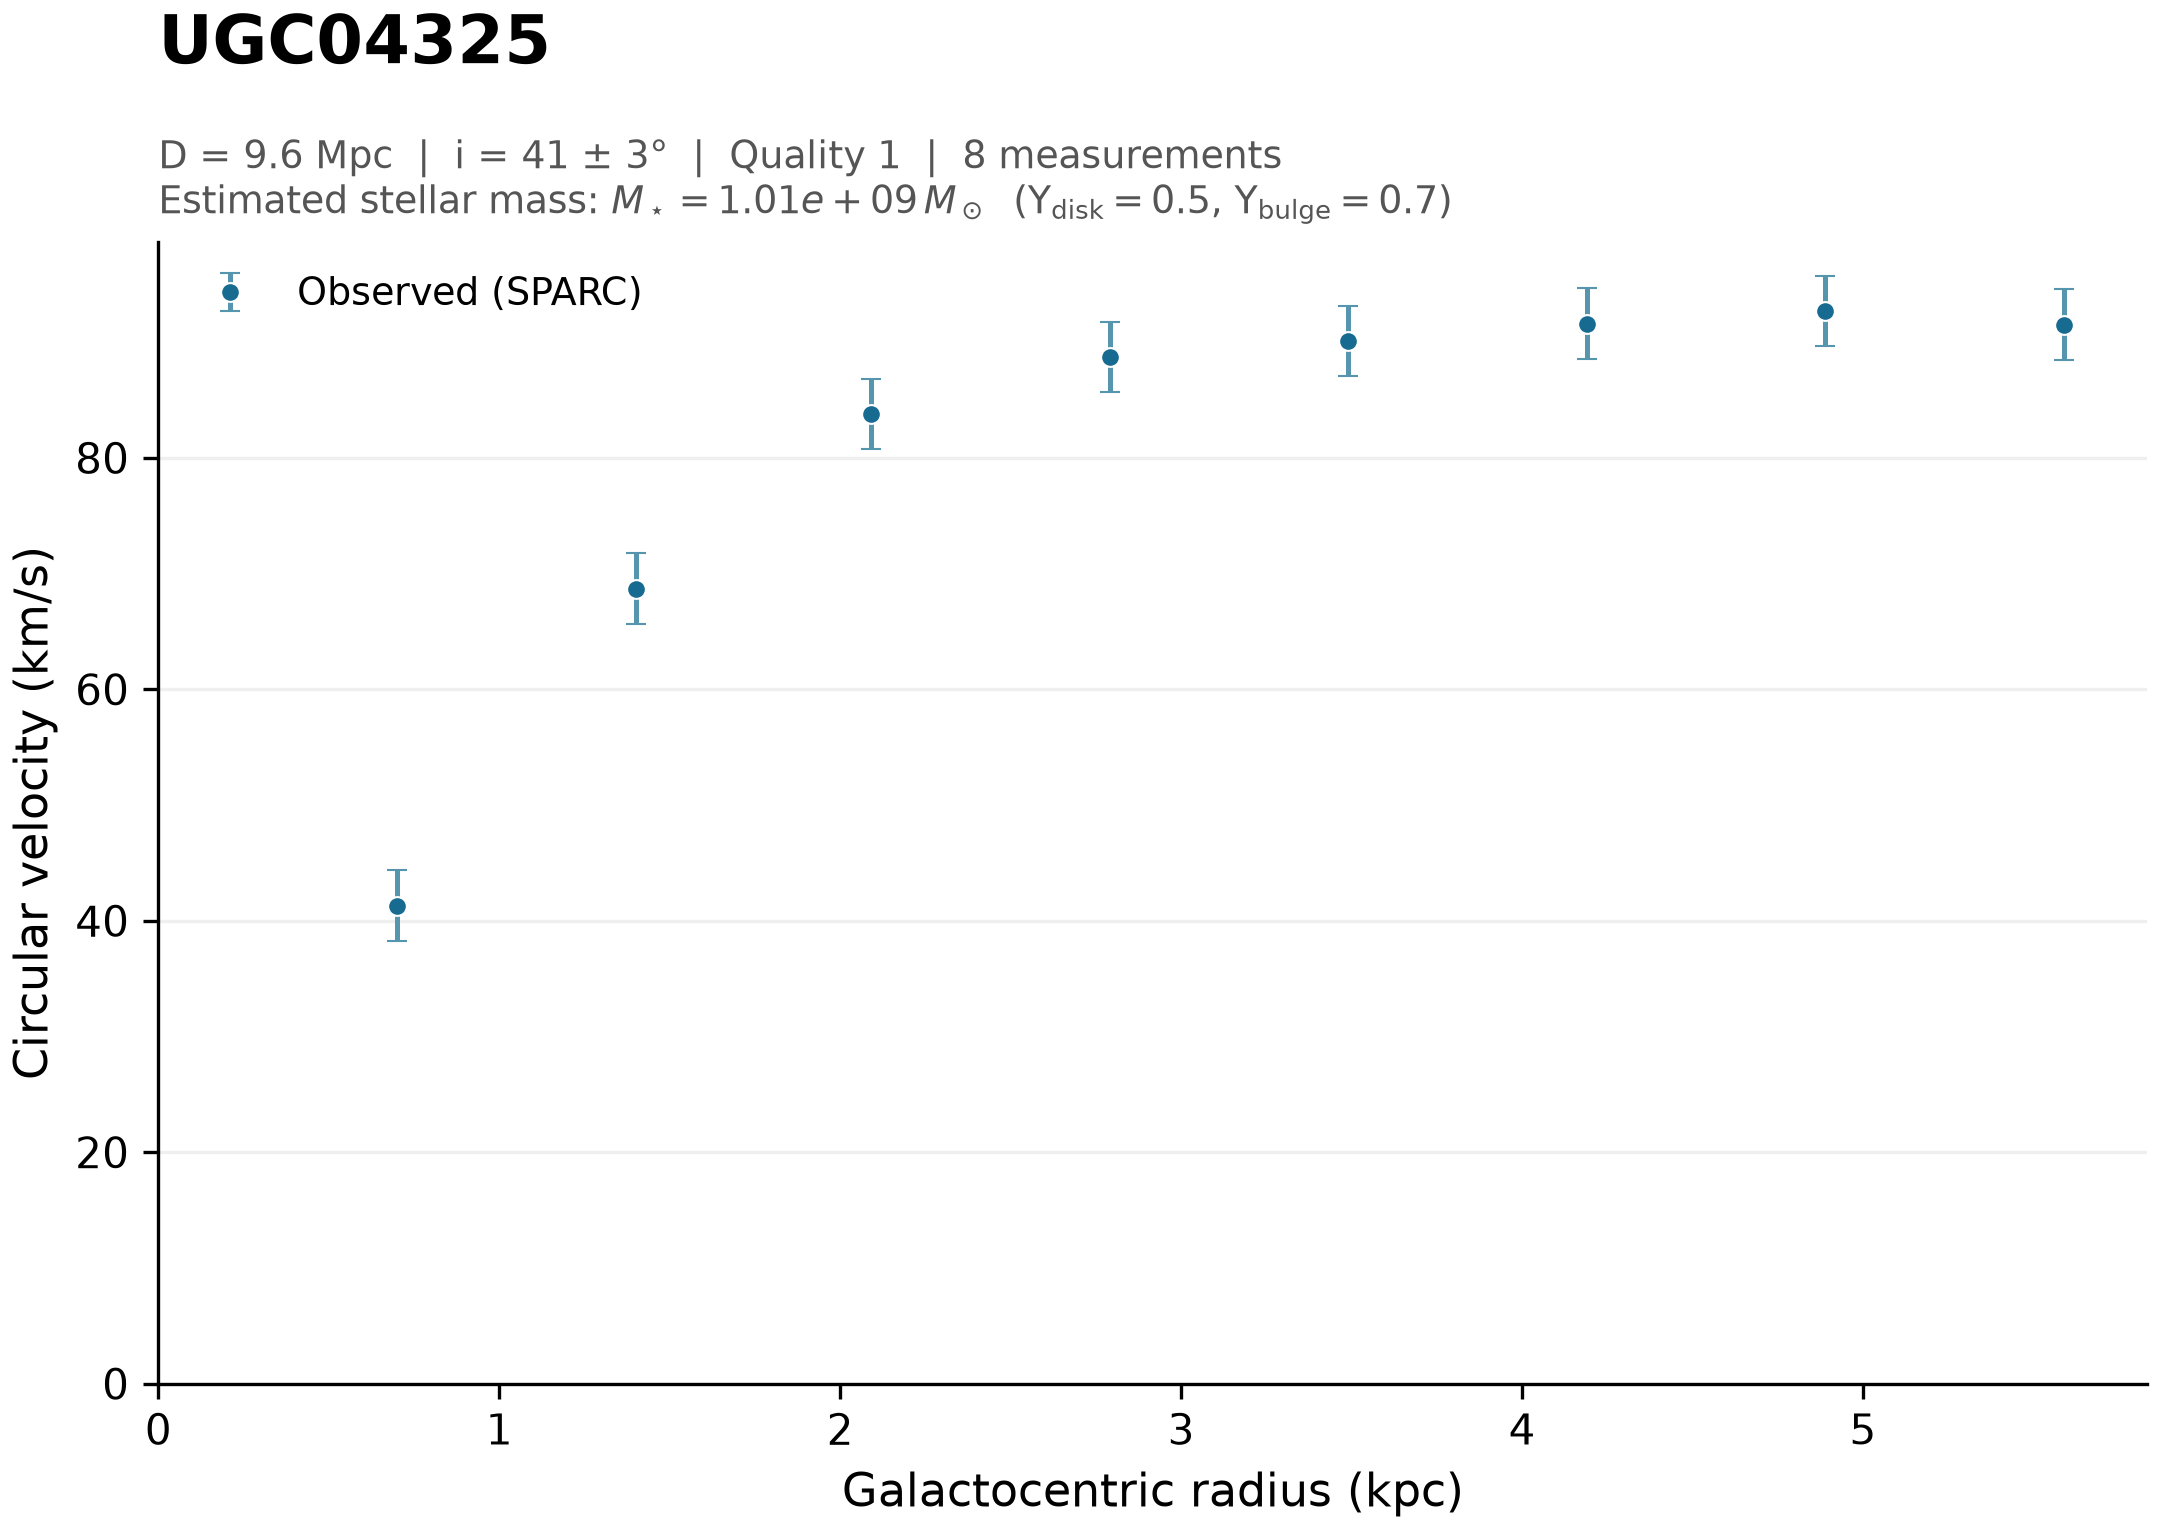 UGC04325
D = 9.6 Mpc | i = 41 ± 3° | Quality 1 | 8 measurements
Estimated stellar mass: M⋆ = 1.01e + 09 M⊙ (Υdisk = 0.5, Υbulge = 0.7)
Observed (SPARC)
80
60
40
20
0
Circular velocity (km/s)
0 1 2 3 4 5
Galactocentric radius (kpc)